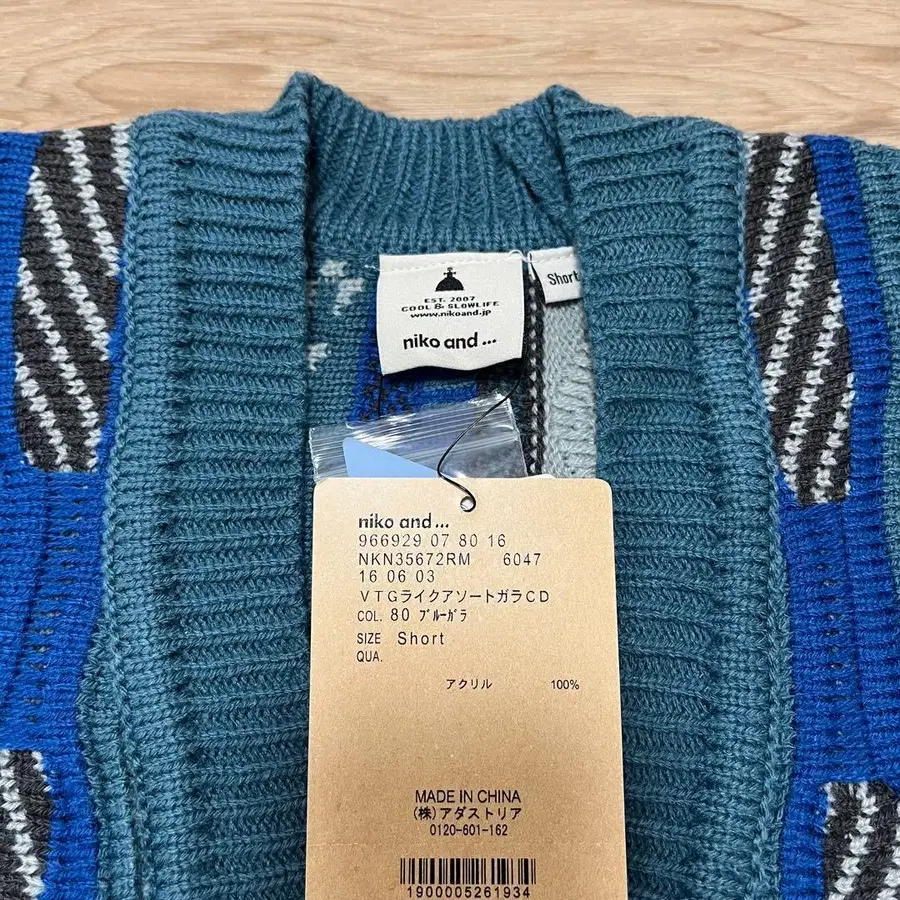 EST. 2007
COOL & SLOWLIFE
www.nikoand.jp
niko and ...
Short
niko and ...
966929 07 80 16
NKN35672RM 6047
16 06 03
VTGライクアソートガラCD
COL. 80 ブルーガラ
SIZE Short
QUA.
アクリル 100%
MADE IN CHINA
(株)アダストリア
0120-601-162
1900005261934